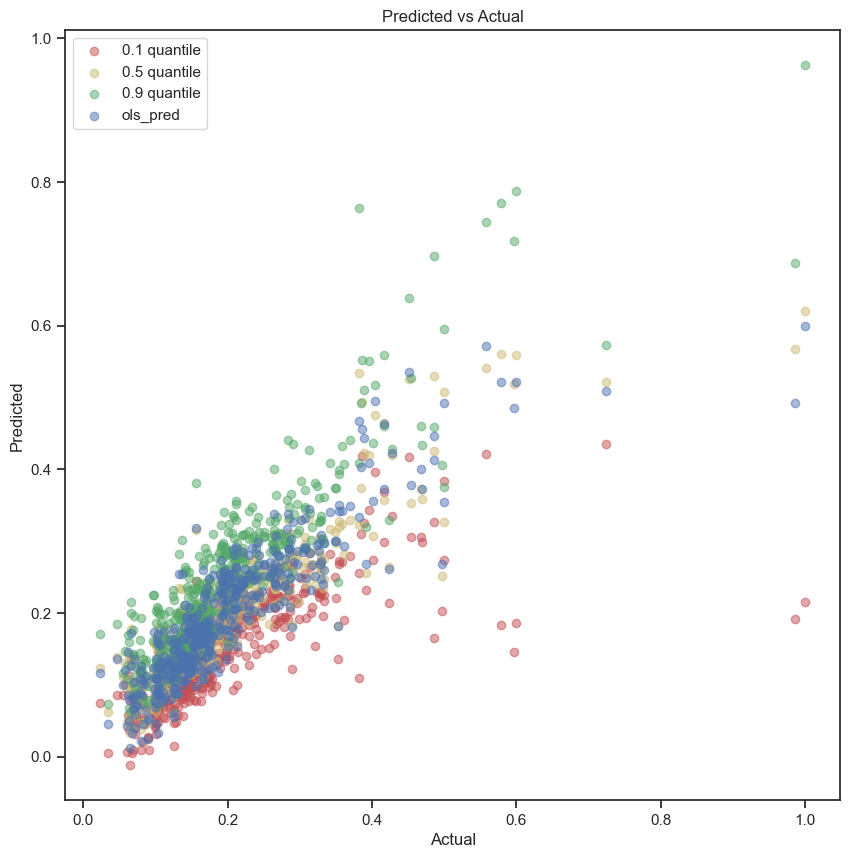 Predicted vs Actual
0.1 quantile
0.5 quantile
0.9 quantile
ols_pred
1.0
0.8
0.6
0.4
0.2
0.0
Predicted
0.0 0.2 0.4 0.6 0.8 1.0
Actual